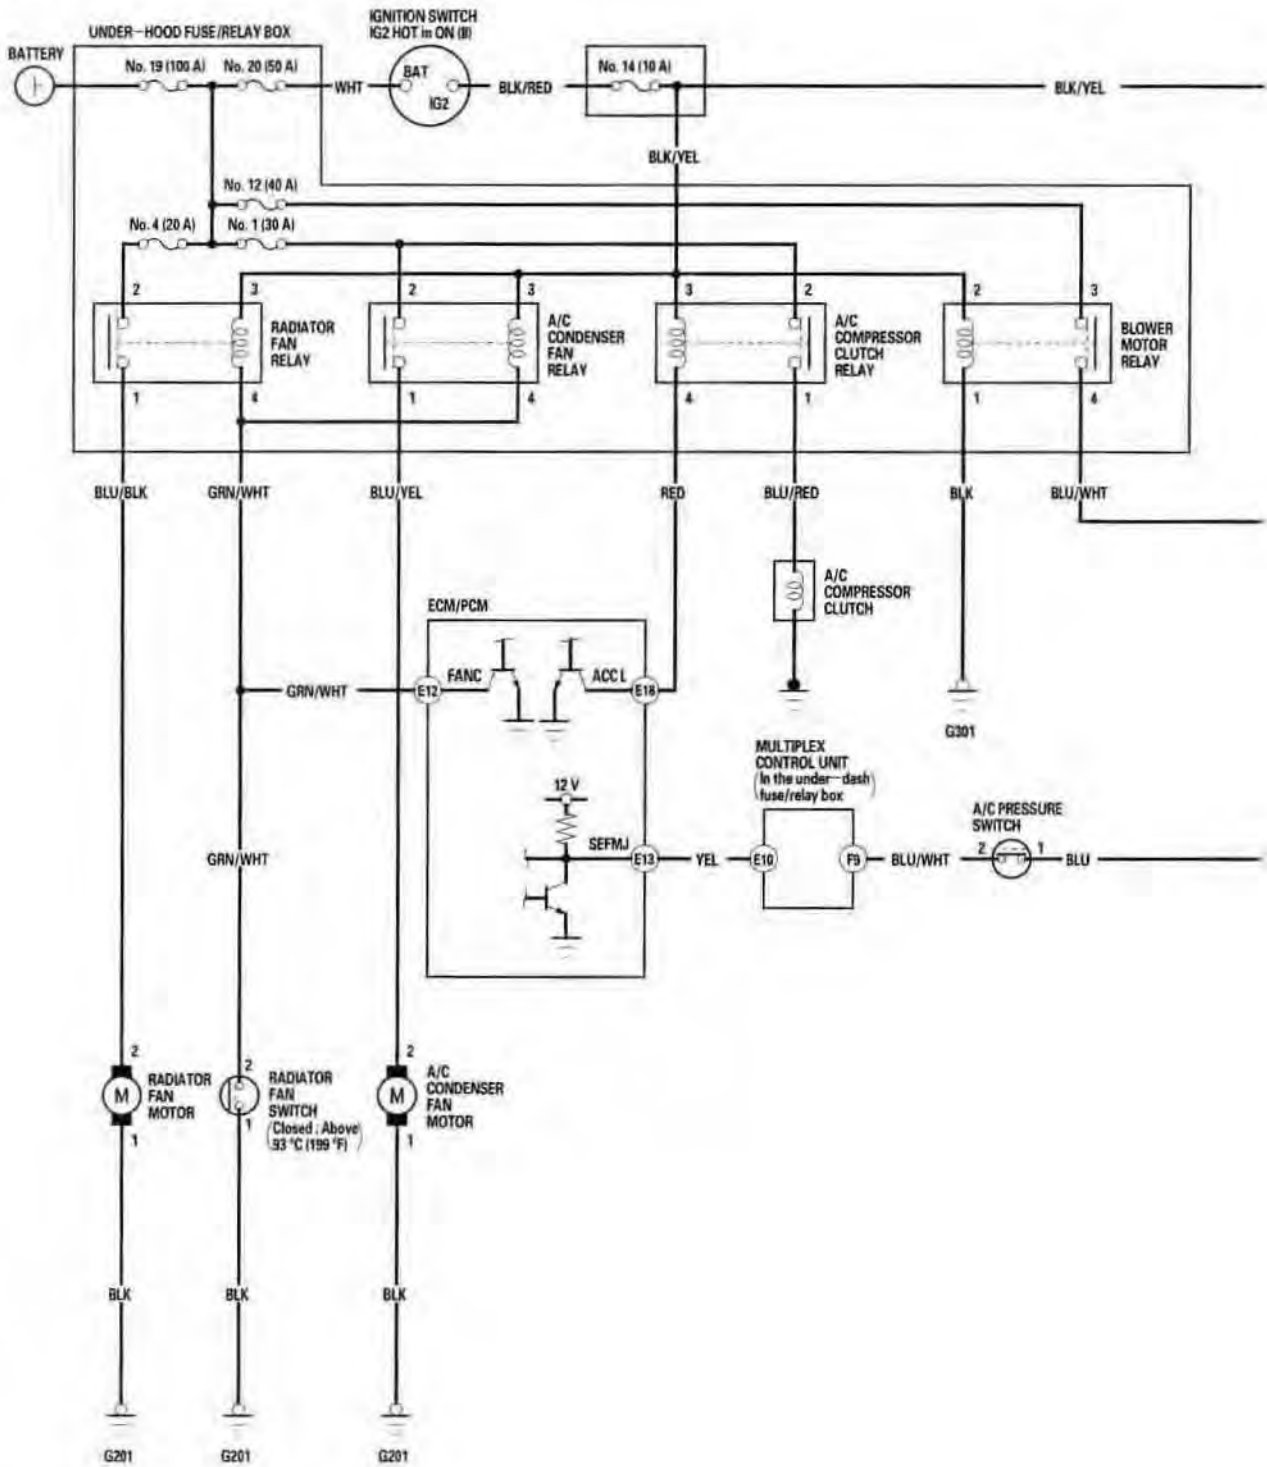 IGNITION SWITCH
IG2 HOT in ON (II)
UNDER-HOOD FUSE/RELAY BOX
BATTERY
No. 19 (100 A)
No. 20 (50 A)
WHT
BAT
IG2
BLK/RED
No. 14 (10 A)
BLK/YEL
BLK/YEL
No. 12 (40 A)
No. 4 (20 A)
No. 1 (30 A)
2
3
RADIATOR
FAN
RELAY
1
4
2
3
A/C
CONDENSER
FAN
RELAY
1
4
3
2
A/C
COMPRESSOR
CLUTCH
RELAY
4
1
2
3
BLOWER
MOTOR
RELAY
1
4
BLU/BLK
GRN/WHT
BLU/YEL
RED
BLU/RED
BLK
BLU/WHT
A/C
COMPRESSOR
CLUTCH
ECM/PCM
GRN/WHT
E12
FANC
ACC L
E18
G301
MULTIPLEX
CONTROL UNIT
(In the under-dash
fuse/relay box)
12 V
SEFMJ
E13
YEL
E10
F9
BLU/WHT
A/C PRESSURE
SWITCH
2
1
BLU
GRN/WHT
2
M
RADIATOR
FAN
MOTOR
1
2
RADIATOR
FAN
SWITCH
(Closed : Above
93 °C (199 °F))
1
2
M
A/C
CONDENSER
FAN
MOTOR
1
BLK
BLK
BLK
G201
G201
G201